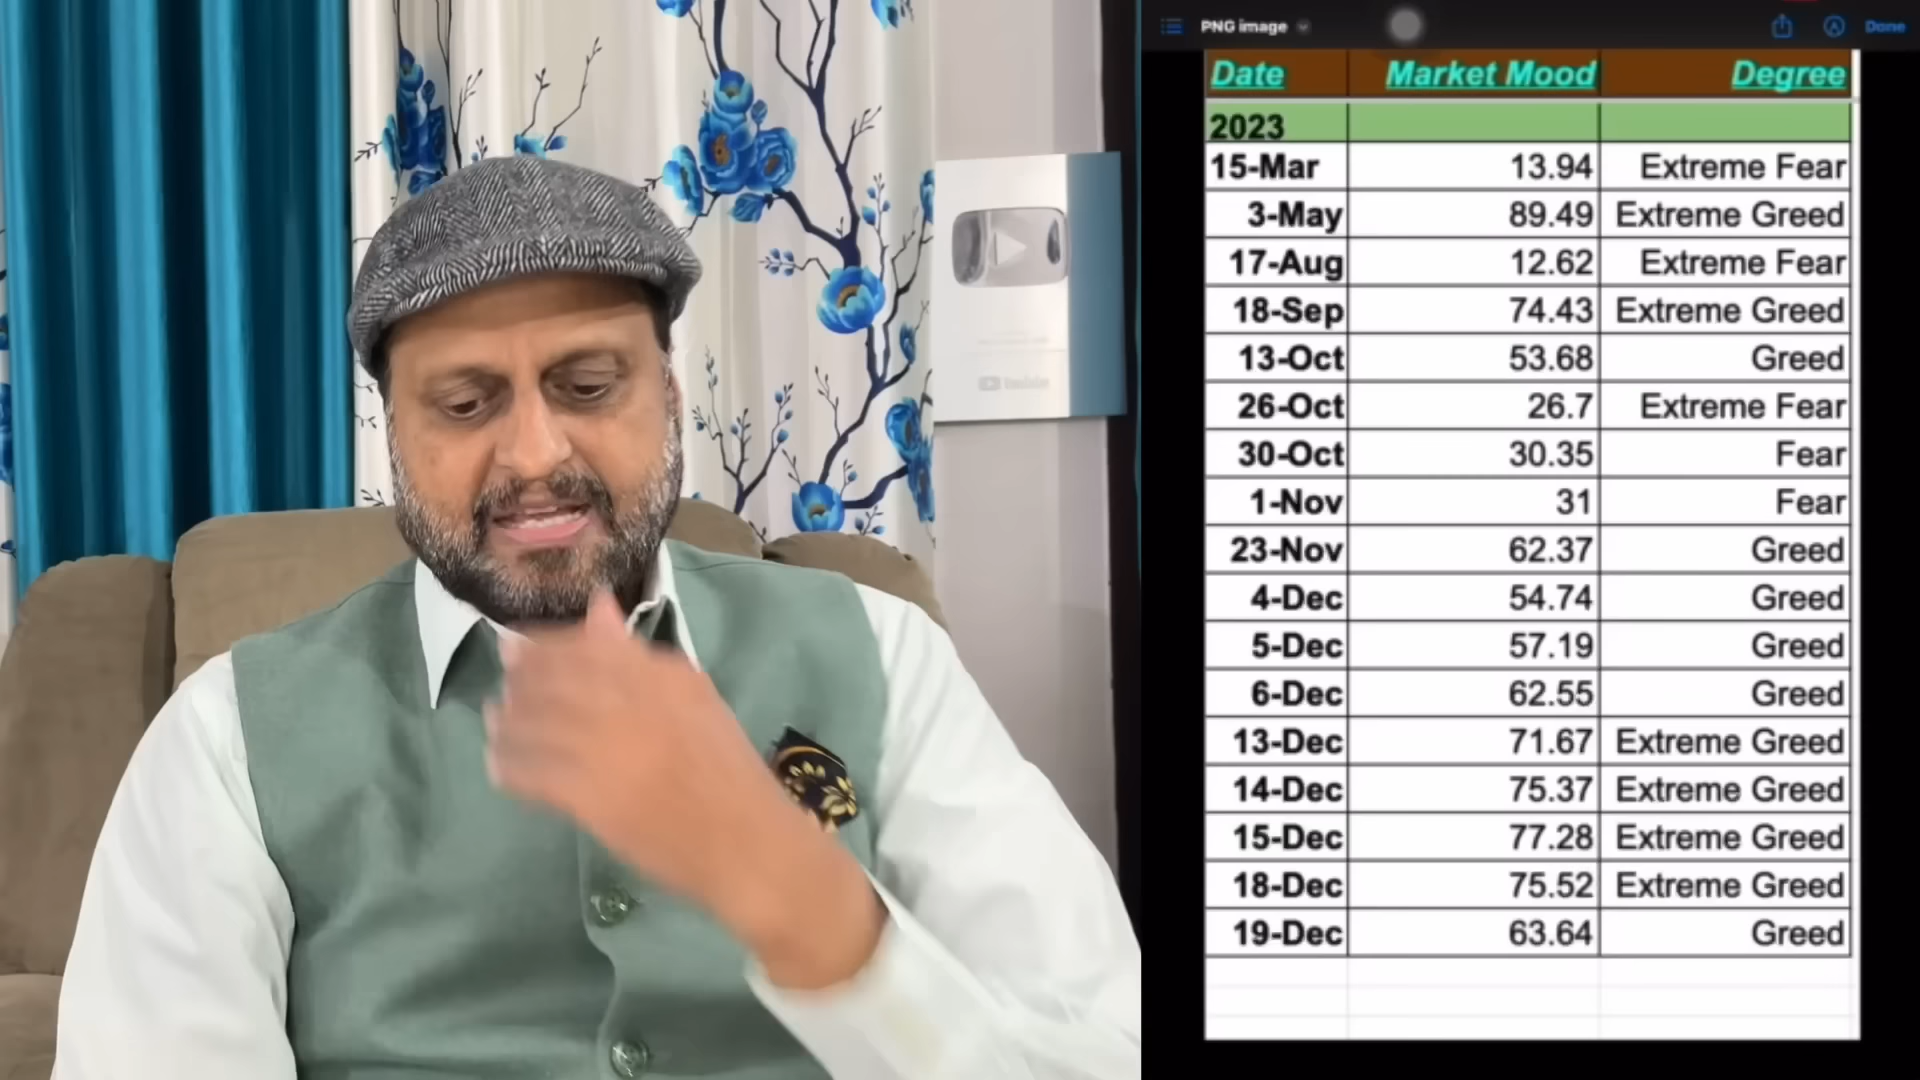 PNG image
Done
Date Market Mood Degree
2023
15-Mar 13.94 Extreme Fear
3-May 89.49 Extreme Greed
17-Aug 12.62 Extreme Fear
18-Sep 74.43 Extreme Greed
13-Oct 53.68 Greed
26-Oct 26.7 Extreme Fear
30-Oct 30.35 Fear
1-Nov 31 Fear
23-Nov 62.37 Greed
4-Dec 54.74 Greed
5-Dec 57.19 Greed
6-Dec 62.55 Greed
13-Dec 71.67 Extreme Greed
14-Dec 75.37 Extreme Greed
15-Dec 77.28 Extreme Greed
18-Dec 75.52 Extreme Greed
19-Dec 63.64 Greed